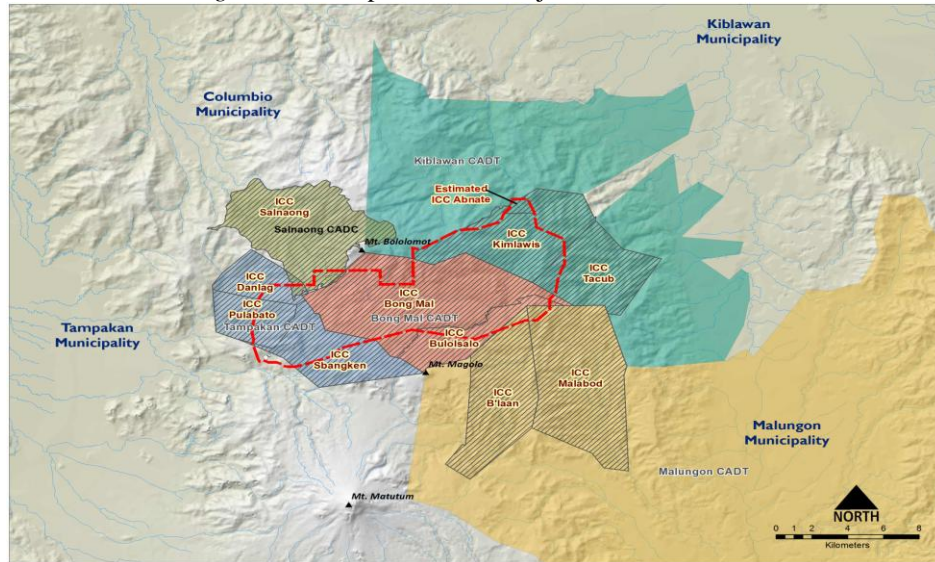 Kiblawan
Municipality
Columbio
Municipality
Kiblawan CADT
Estimated
ICC Abnate
ICC
Salnaong
Salnaong CADC
Mt. Bololomot
ICC
Kimlawis
ICC
Tacub
ICC
Danlag
ICC
Pulabato
Tampakan CADT
ICC
Bong Mal
Bong Mal CADT
Tampakan
Municipality
ICC
Bulolsalo
ICC
Sbangken
Mt. Magolo
ICC
B'laan
ICC
Malabod
Malungon
Municipality
Malungon CADT
Mt. Matutum
NORTH
0 1 2 4 6 8
Kilometers